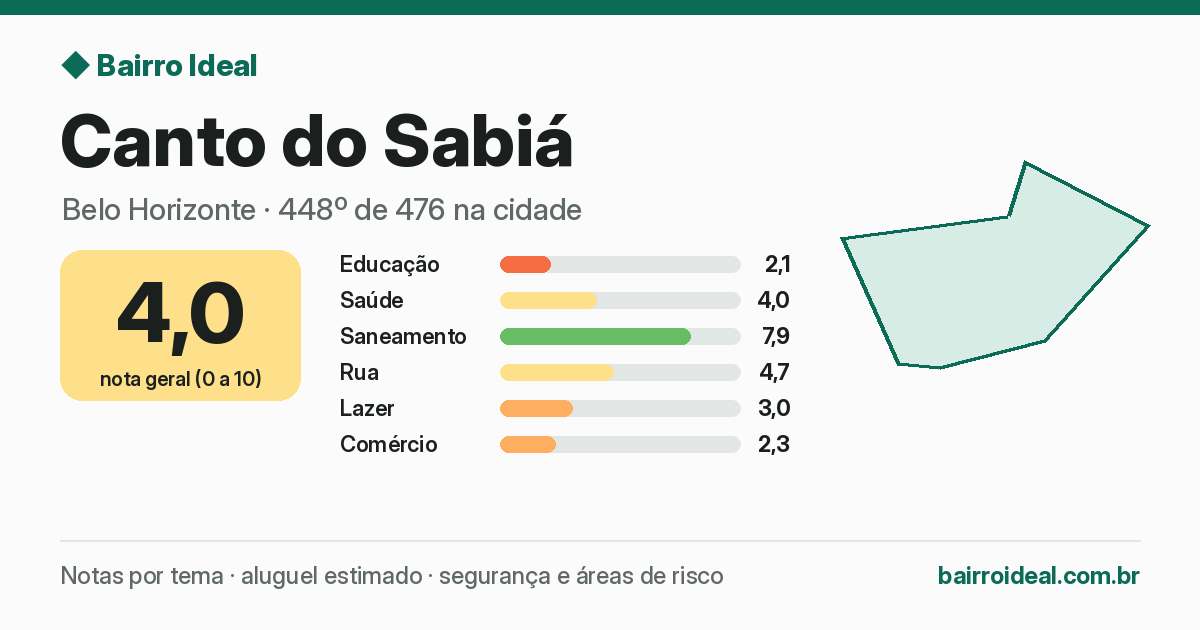 Bairro Ideal
Canto do Sabiá
Belo Horizonte · 448º de 476 na cidade
4,0
nota geral (0 a 10)
Educação 2,1
Saúde 4,0
Saneamento 7,9
Rua 4,7
Lazer 3,0
Comércio 2,3
Notas por tema · aluguel estimado · segurança e áreas de risco
bairroideal.com.br